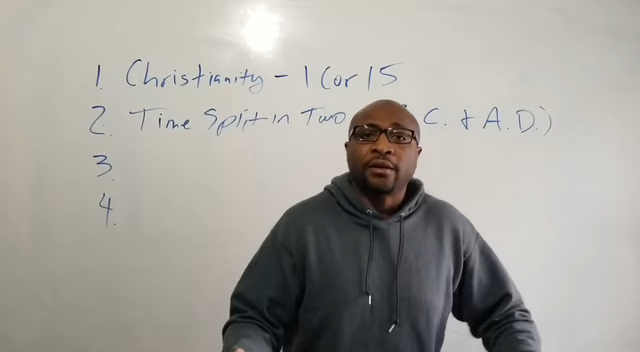 1. Christianity - 1 Cor 15
2. Time Split in Two C. + A.D.)
3.
4.